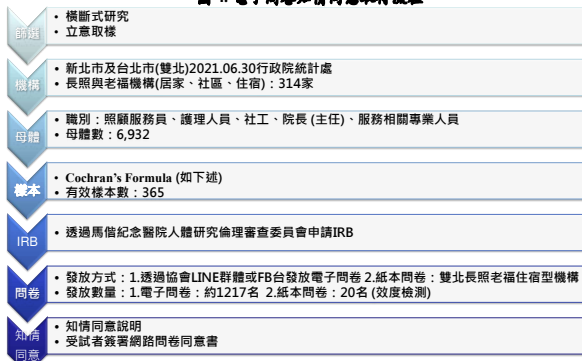 篩選
• 橫斷式研究
• 立意取樣
機構
• 新北市及台北市(雙北)2021.06.30行政院統計處
• 長照與老福機構(居家、社區、住宿)：314家
母體
• 職別：照顧服務員、護理人員、社工、院長 (主任)、服務相關專業人員
• 母體數：6,932
樣本
• Cochran's Formula (如下述)
• 有效樣本數：365
IRB
• 透過馬偕紀念醫院人體研究倫理審查委員會申請IRB
問卷
• 發放方式：1.透過協會LINE群體或FB台發放電子問卷 2.紙本問卷：雙北長照老福住宿型機構
• 發放數量：1.電子問卷：約1217名 2.紙本問卷：20名 (效度檢測)
知情
同意
• 知情同意說明
• 受試者簽署網路問卷同意書